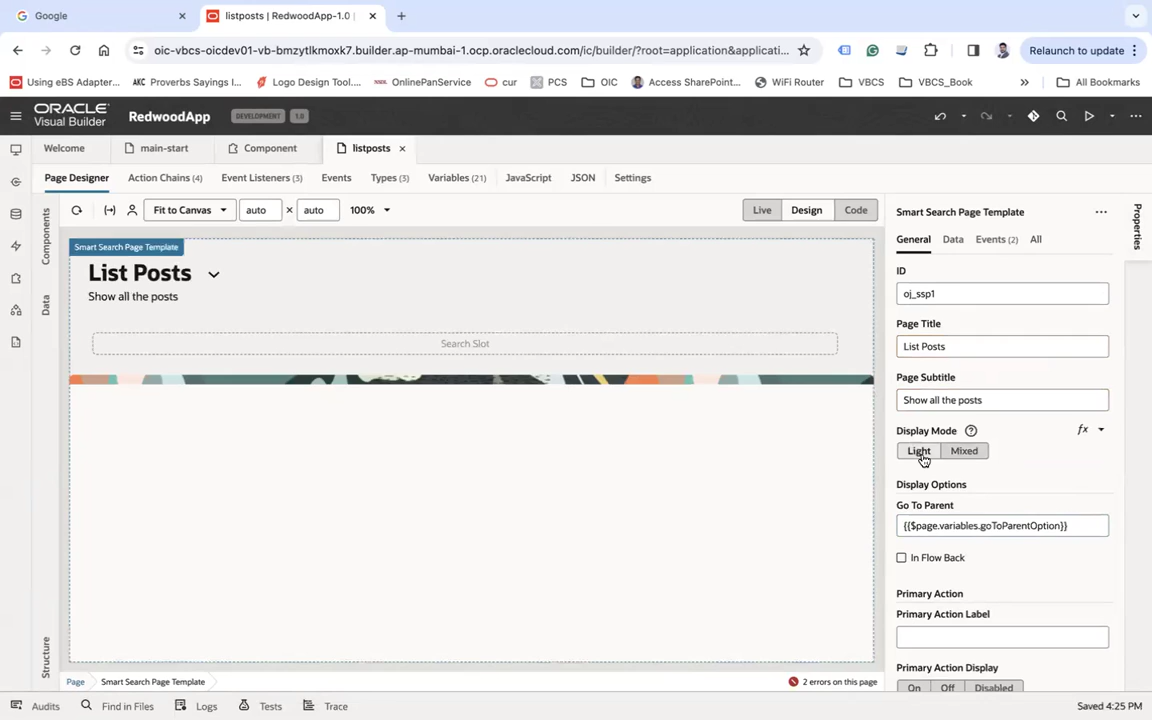 Google
listposts | RedwoodApp-1.0
oic-vbcs-oicdev01-vb-bmzytlkmoxk7.builder.ap-mumbai-1.ocp.oraclecloud.com/ic/builder/?root=application&applicati...
Relaunch to update
Using eBS Adapter...
AKC Proverbs Sayings I...
Logo Design Tool....
OnlinePanService
cur
PCS
OIC
Access SharePoint...
WiFi Router
VBCS
VBCS_Book
»
All Bookmarks
ORACLE
Visual Builder
RedwoodApp
DEVELOPMENT
1.0
Welcome
main-start
Component
listposts
Page Designer
Action Chains (4)
Event Listeners (3)
Events
Types (3)
Variables (21)
JavaScript
JSON
Settings
Components
Data
Structure
Fit to Canvas
auto × auto
100%
Live
Design
Code
Smart Search Page Template
List Posts
Show all the posts
Search Slot
Page
Smart Search Page Template
2 errors on this page
Smart Search Page Template
Properties
General
Data
Events (2)
All
ID
oj_ssp1
Page Title
List Posts
Page Subtitle
Show all the posts
Display Mode
fx
Light
Mixed
Display Options
Go To Parent
{{$page.variables.goToParentOption}}
In Flow Back
Primary Action
Primary Action Label
Primary Action Display
On
Off
Disabled
Audits
Find in Files
Logs
Tests
Trace
Saved 4:25 PM